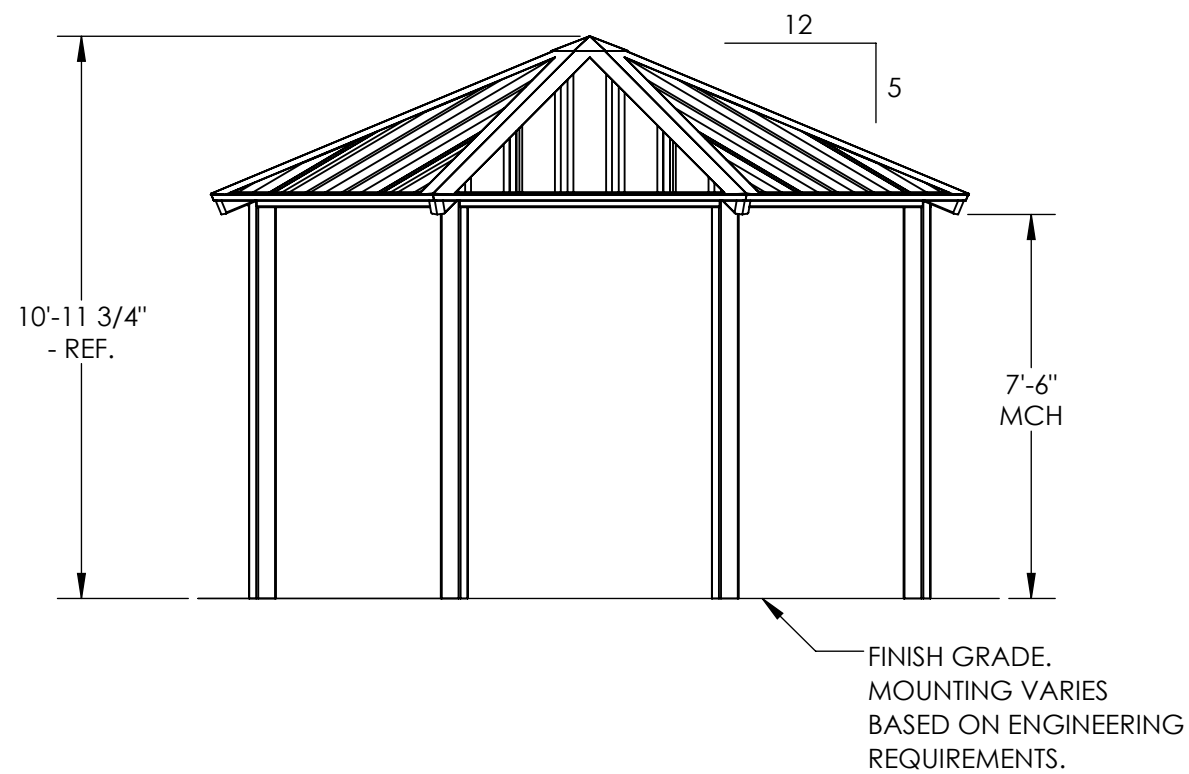 12
5
10'-11 3/4"
- REF.
7'-6"
MCH
FINISH GRADE.
MOUNTING VARIES
BASED ON ENGINEERING
REQUIREMENTS.